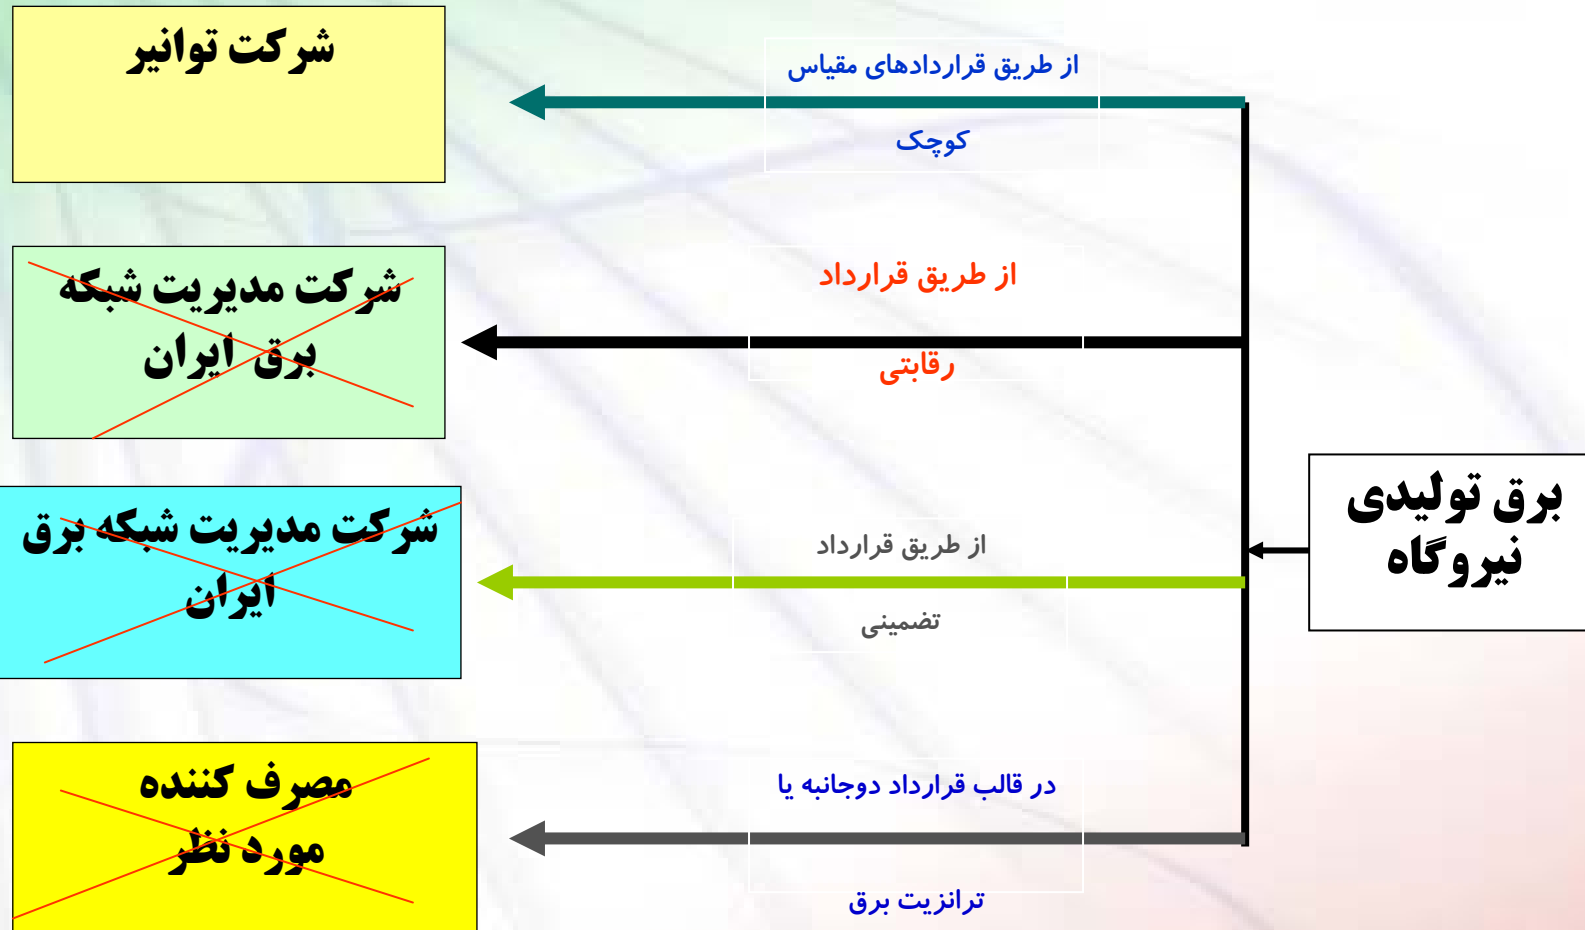 شرکت توانیر
از طریق قراردادهای مقیاس
کوچک
شرکت مدیریت شبکه
برق ایران
از طریق قرارداد
رقابتی
برق تولیدی
نیروگاه
شرکت مدیریت شبکه برق
ایران
از طریق قرارداد
تضمینی
مصرف کننده
مورد نظر
در قالب قرارداد دوجانبه یا
ترانزیت برق